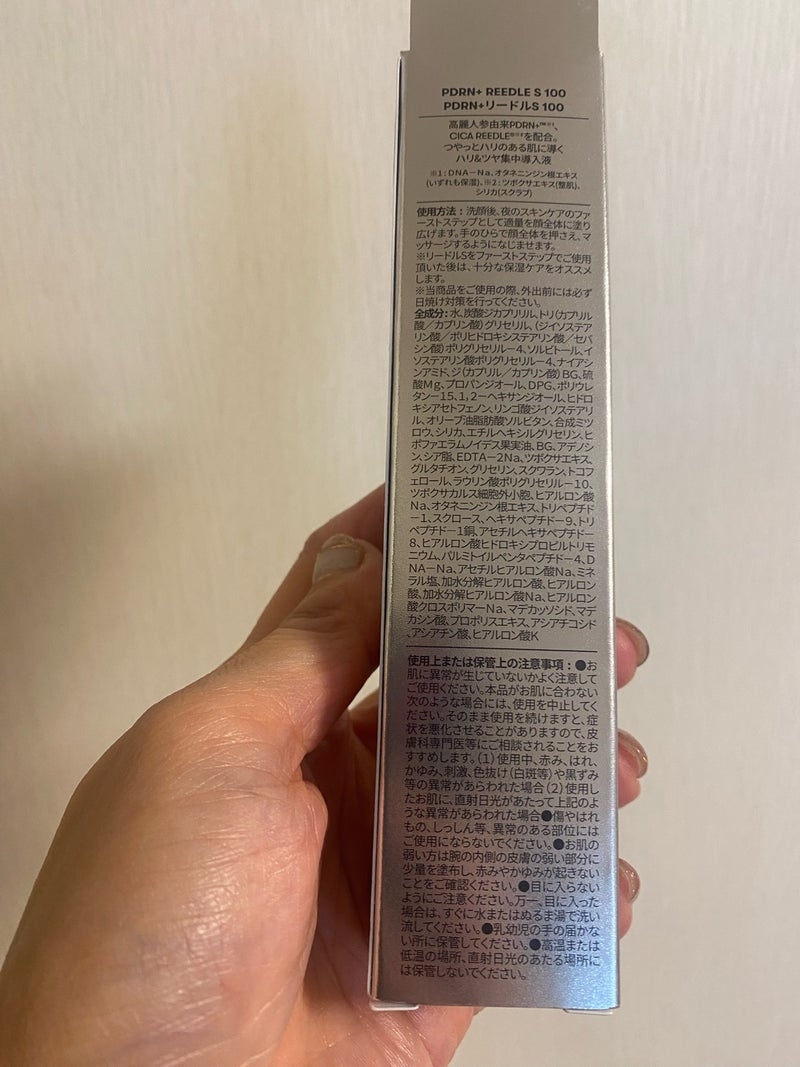 PDRN+ REEDLE S 100
PDRN+リードルS 100
高麗人参由来PDRN+™※1、
CICA REEDLE®※2を配合。
つやっとハリのある肌に導く
ハリ&ツヤ集中導入液
※1：DNA－Na、オタネニンジン根エキス
(いずれも保湿)、※2：ツボクサエキス(整肌)、
シリカ(スクラブ)
使用方法：洗顔後、夜のスキンケアのファ
ーストステップとして適量を顔全体に塗り
広げます。手のひらで顔全体を押さえ、マ
ッサージするようになじませます。
※リードルSをファーストステップでご使用
頂いた後は、十分な保湿ケアをオススメ
します。
※当商品をご使用の際、外出前には必ず
日焼け対策を行ってください。
全成分：水、炭酸ジカプリリル、トリ(カプリル
酸／カプリン酸)グリセリル、(ジイソステア
リン酸／ポリヒドロキシステアリン酸／セバ
シン酸)ポリグリセリル－4、ソルビトール、イ
ソステアリン酸ポリグリセリル－4、ナイアシ
ンアミド、ジ(カプリル／カプリン酸)BG、硫
酸Mg、プロパンジオール、DPG、ポリウレ
タン－15、1,2－ヘキサンジオール、ヒドロ
キシアセトフェノン、リンゴ酸ジイソステアリ
ル、オリーブ油脂肪酸ソルビタン、合成ミツ
ロウ、シリカ、エチルヘキシルグリセリン、ヒ
ポファエラムノイデス果実油、BG、アデノシ
ン、シア脂、EDTA－2Na、ツボクサエキス、
グルタチオン、グリセリン、スクワラン、トコフ
ェロール、ラウリン酸ポリグリセリル－10、
ツボクサカルス細胞外小胞、ヒアルロン酸
Na、オタネニンジン根エキス、トリペプチド
－1、スクロース、ヘキサペプチド－9、トリ
ペプチド－1銅、アセチルヘキサペプチド－
8、ヒアルロン酸ヒドロキシプロピルトリモ
ニウム、パルミトイルペンタペプチド－4、D
NA－Na、アセチルヒアルロン酸Na、ミネ
ラル塩、加水分解ヒアルロン酸、ヒアルロン
酸、加水分解ヒアルロン酸Na、ヒアルロン
酸クロスポリマーNa、マデカッソシド、マデ
カシン酸、プロポリスエキス、アシアチコシド
、アシアチン酸、ヒアルロン酸K
使用上または保管上の注意事項：●お
肌に異常が生じていないかよく注意して
ご使用ください。本品がお肌に合わない
次のような場合には、使用を中止してく
ださい。そのまま使用を続けますと、症
状を悪化させることがありますので、皮
膚科専門医等にご相談されることをお
すすめします。(1)使用中、赤み、はれ、
かゆみ、刺激、色抜け(白斑等)や黒ずみ
等の異常があらわれた場合(2)使用し
たお肌に、直射日光があたって上記のよ
うな異常があらわれた場合●傷やはれ
もの、しっしん等、異常のある部位には
ご使用にならないでください。●お肌の
弱い方は腕の内側の皮膚の弱い部分に
少量を塗布し、赤みやかゆみが起きない
ことをご確認ください。●目に入らない
ようにご注意ください。万一、目に入った
場合は、すぐに水またはぬるま湯で洗い
流してください。●乳幼児の手の届かな
い所に保管してください。●高温または
低温の場所、直射日光のあたる場所に
は保管しないでください。